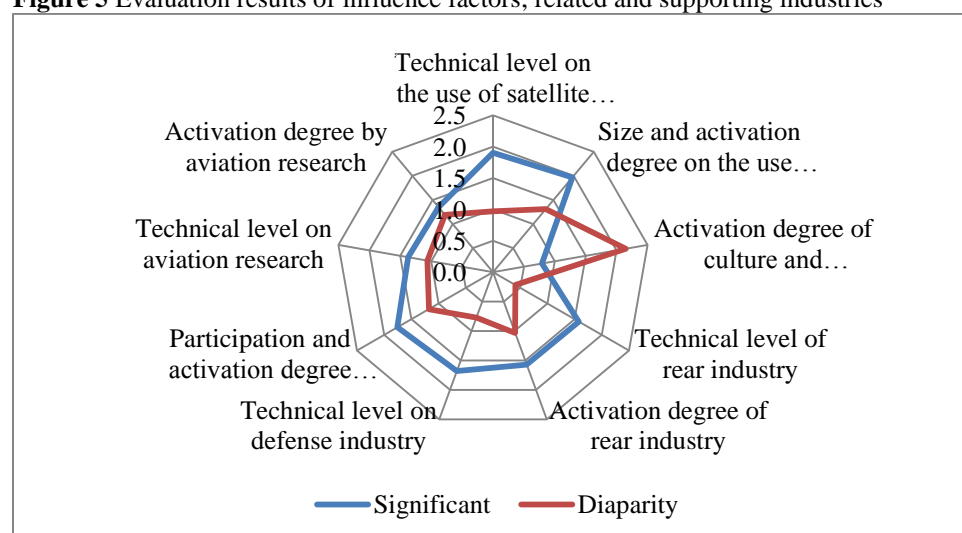 Figure 5 Evaluation results of influence factors, related and supporting industries
Technical level on
the use of satellite…
Size and activation
degree on the use…
Activation degree of
culture and…
Technical level of
rear industry
Activation degree of
rear industry
Technical level on
defense industry
Participation and
activation degree…
Technical level on
aviation research
Activation degree by
aviation research
2.5
2.0
1.5
1.0
0.5
0.0
Significant
Diaparity